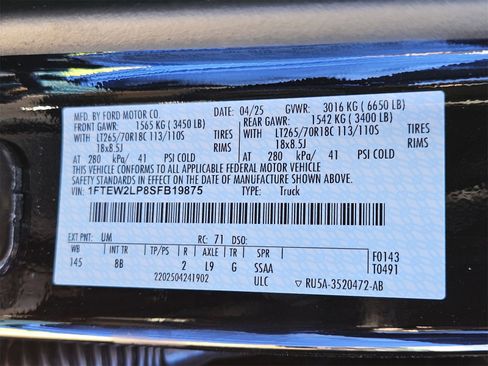 MFD. BY FORD MOTOR CO. 04/25 GVWR: 3016 KG ( 6650 LB)
FRONT GAWR: 1565 KG ( 3450 LB) REAR GAWR: 1542 KG ( 3400 LB)
WITH LT265/70R18C 113/110S TIRES WITH LT265/70R18C 113/110S TIRES
18x8.5J RIMS 18x8.5J RIMS
AT 280 kPa/ 41 PSI COLD AT 280 kPa/ 41 PSI COLD
THIS VEHICLE CONFORMS TO ALL APPLICABLE FEDERAL MOTOR VEHICLE
SAFETY STANDARDS IN EFFECT ON THE DATE OF MANUFACTURE SHOWN ABOVE.
VIN: 1FTEW2LP8SFB19875 TYPE: Truck
EXT PNT: UM RC: 71 DSO:
WB INT TR TP/PS R AXLE TR SPR F0143
145 8B 2 L9 G SSAA T0491
2202504241902 ULC ▽ RU5A-3520472-AB